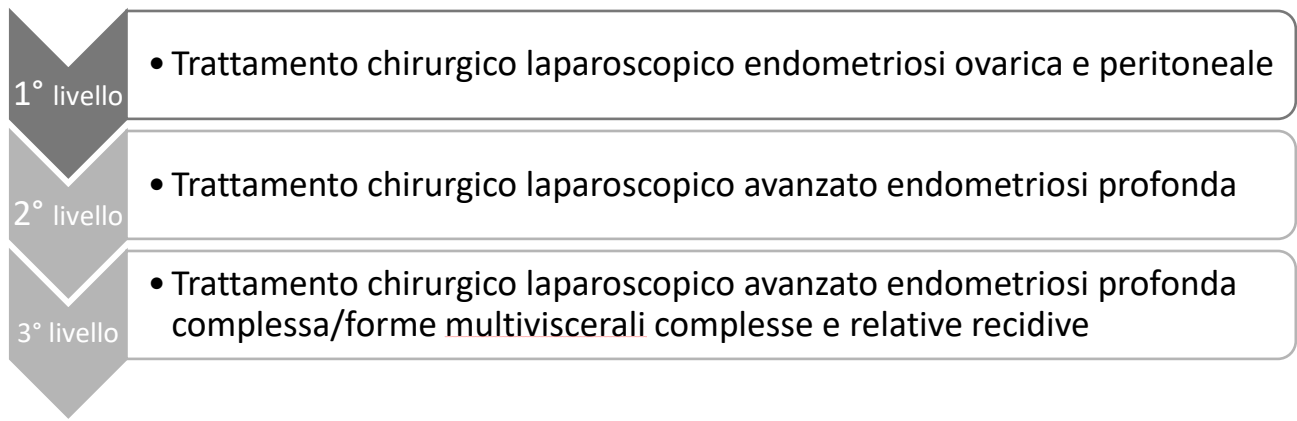 1° livello
• Trattamento chirurgico laparoscopico endometriosi ovarica e peritoneale
2° livello
• Trattamento chirurgico laparoscopico avanzato endometriosi profonda
3° livello
• Trattamento chirurgico laparoscopico avanzato endometriosi profonda
complessa/forme multiviscerali complesse e relative recidive